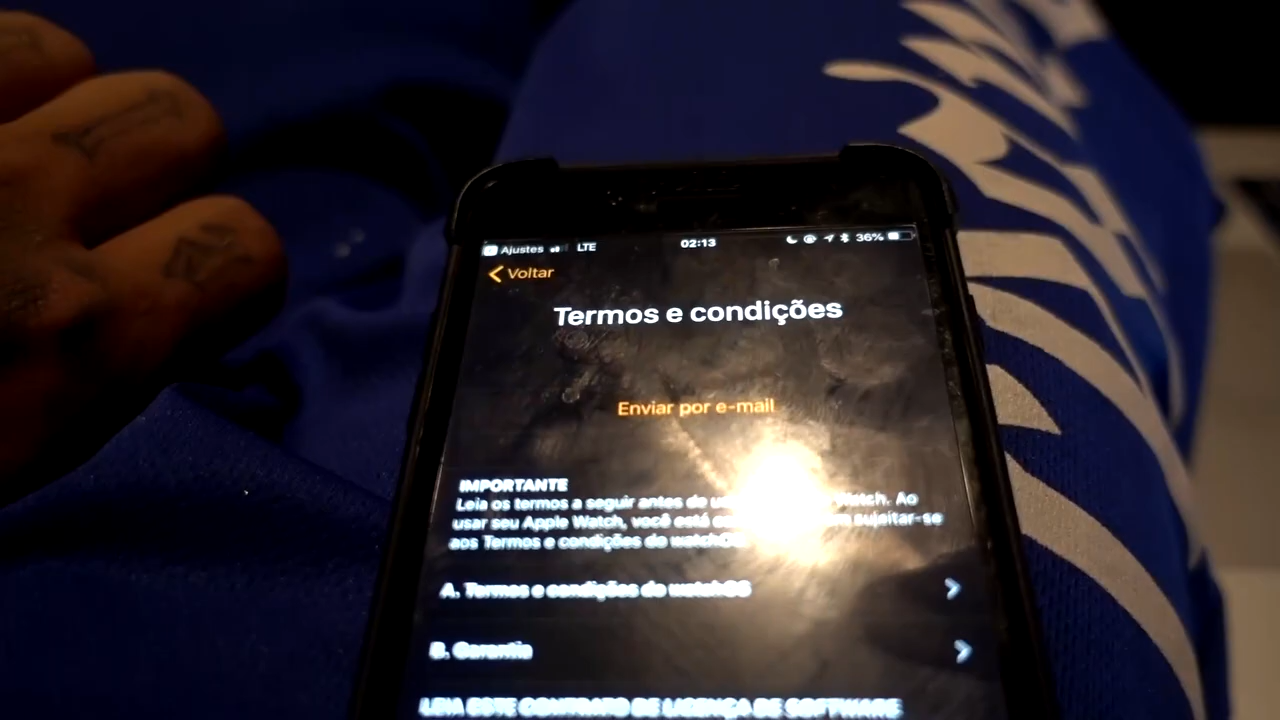 Ajustes LTE 02:13 36%
Voltar
Termos e condições
Enviar por e-mail
IMPORTANTE
Leia os termos a seguir antes de Watch. Ao
usar seu Apple Watch, você está sujeitar-se
aos Termos e condições do watchOS
A. Termos e condições do watchOS
B. Garantia
LEIA ESTE CONTRATO DE LICENÇA DE SOFTWARE